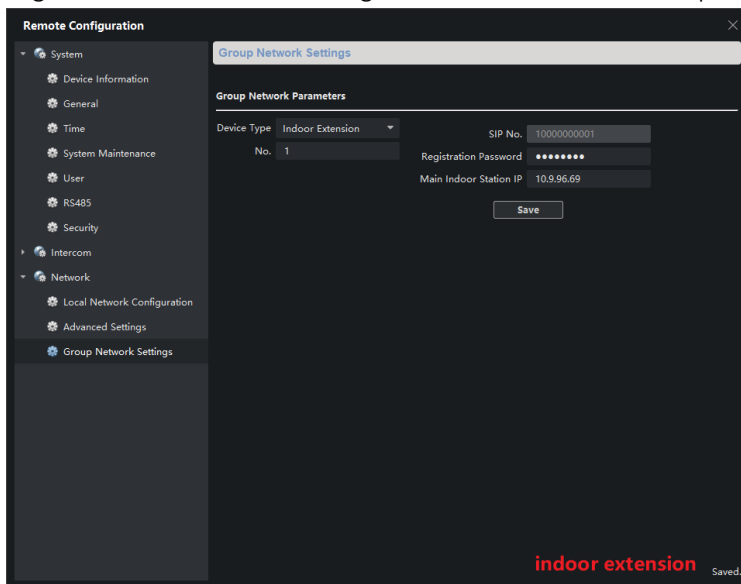 Remote Configuration
System
Device Information
General
Time
System Maintenance
User
RS485
Security
Intercom
Network
Local Network Configuration
Advanced Settings
Group Network Settings
Group Network Settings
Group Network Parameters
Device Type Indoor Extension
No. 1
SIP No. 10000000001
Registration Password ••••••••
Main Indoor Station IP 10.9.96.69
Save
indoor extension
Saved.